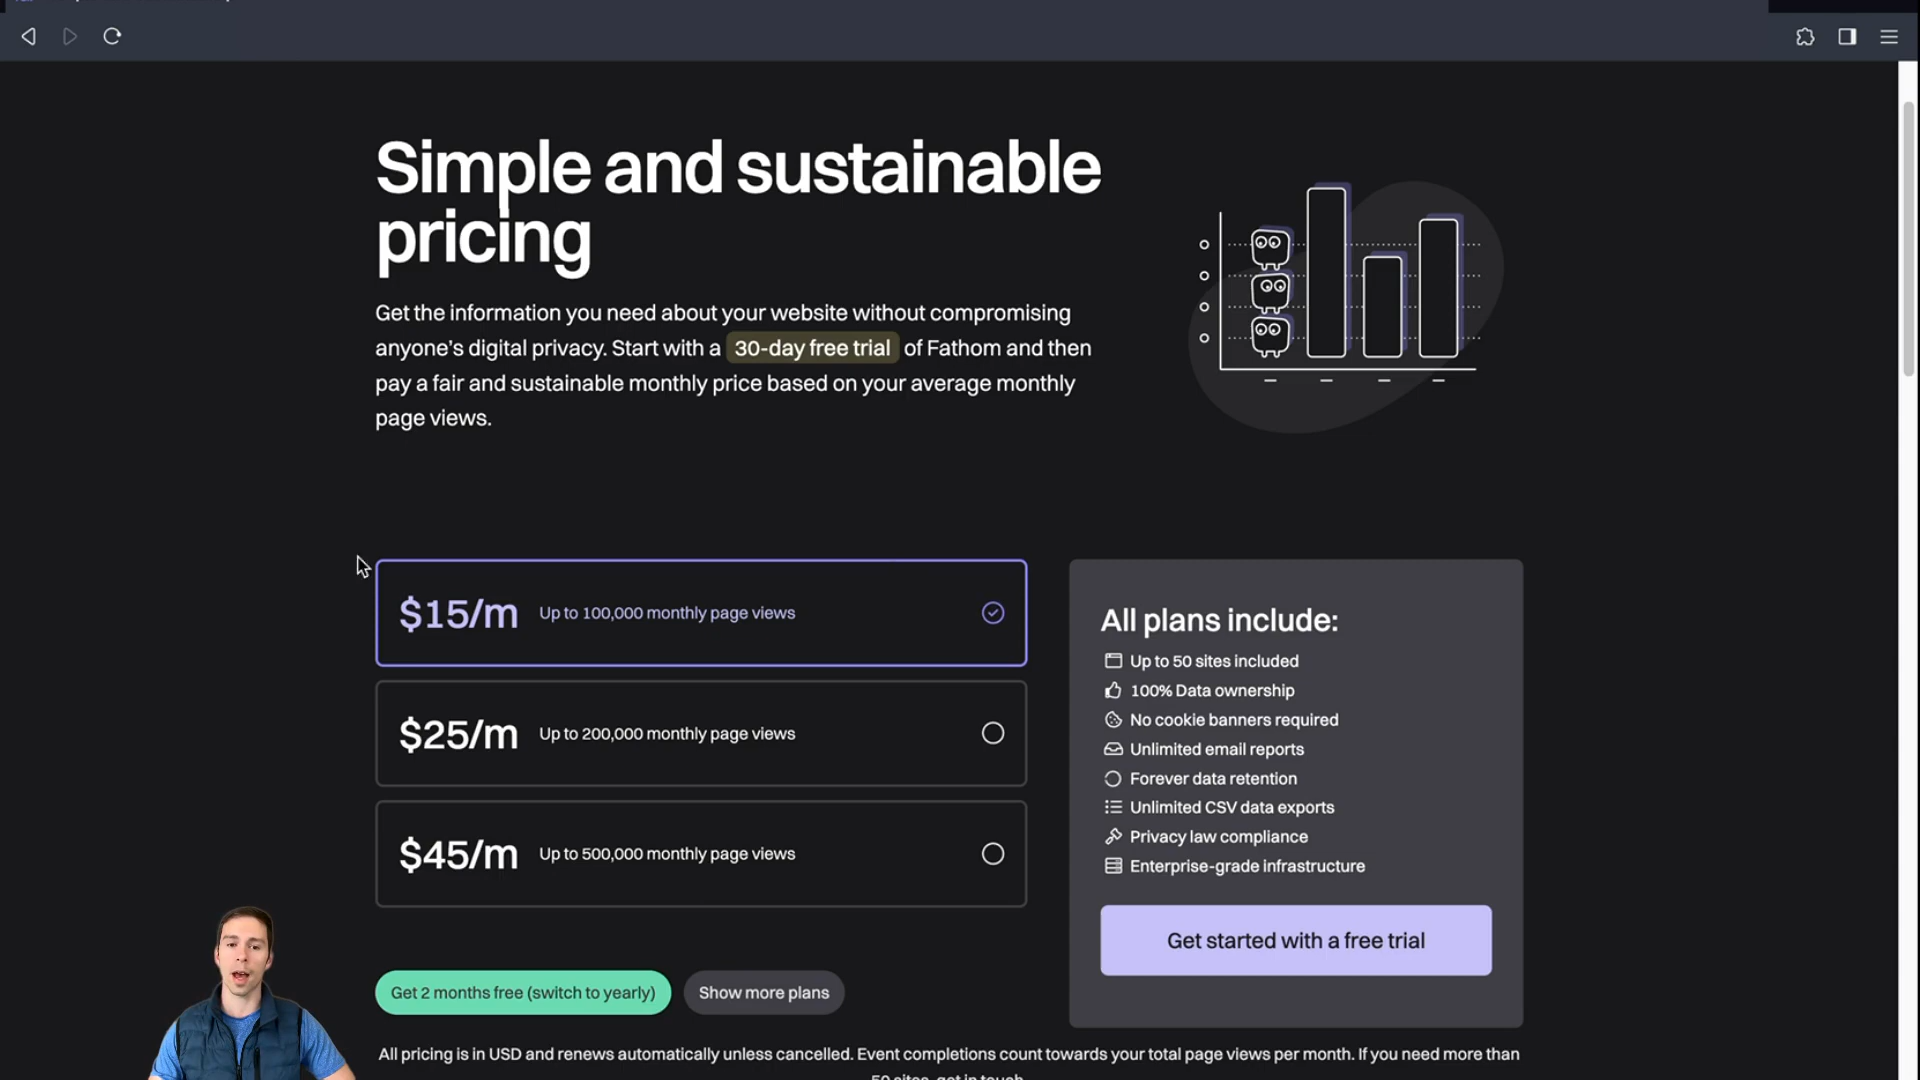 Simple and sustainable
pricing
Get the information you need about your website without compromising
anyone's digital privacy. Start with a 30-day free trial of Fathom and then
pay a fair and sustainable monthly price based on your average monthly
page views.
$15/m Up to 100,000 monthly page views
$25/m Up to 200,000 monthly page views
$45/m Up to 500,000 monthly page views
Get 2 months free (switch to yearly)
Show more plans
All plans include:
Up to 50 sites included
100% Data ownership
No cookie banners required
Unlimited email reports
Forever data retention
Unlimited CSV data exports
Privacy law compliance
Enterprise-grade infrastructure
Get started with a free trial
All pricing is in USD and renews automatically unless cancelled. Event completions count towards your total page views per month. If you need more than
50 sites, get in touch